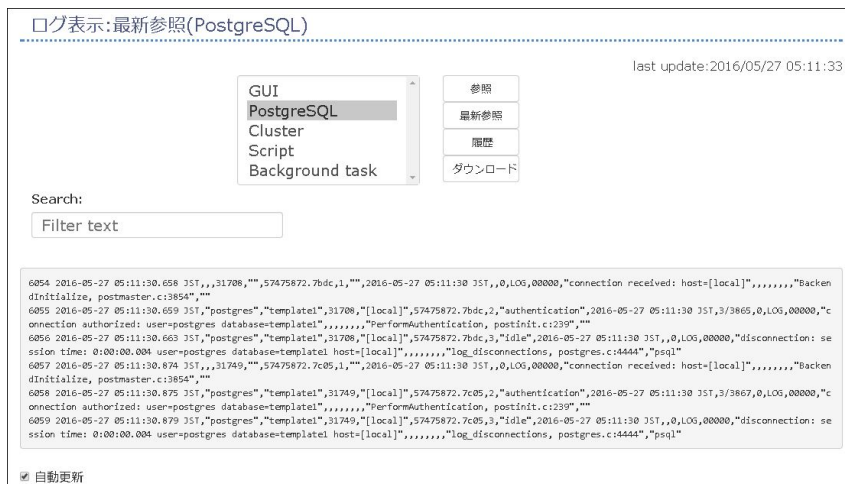 ログ表示:最新参照(PostgreSQL)
last update:2016/05/27 05:11:33
GUI
PostgreSQL
Cluster
Script
Background task
参照
最新参照
履歴
ダウンロード
Search:
Filter text
6054 2016-05-27 05:11:30.658 JST,,,31708,"",57475872.7bdc,1,"",2016-05-27 05:11:30 JST,,0,LOG,00000,"connection received: host=[local]",,,,,,,,"Backen
dInitialize, postmaster.c:3854",""
6055 2016-05-27 05:11:30.659 JST,"postgres","template1",31708,"[local]",57475872.7bdc,2,"authentication",2016-05-27 05:11:30 JST,3/3865,0,LOG,00000,"c
onnection authorized: user=postgres database=template1",,,,,,,,"PerformAuthentication, postinit.c:239",""
6056 2016-05-27 05:11:30.663 JST,"postgres","template1",31708,"[local]",57475872.7bdc,3,"idle",2016-05-27 05:11:30 JST,,0,LOG,00000,"disconnection: se
ssion time: 0:00:00.004 user=postgres database=template1 host=[local]",,,,,,,,"log_disconnections, postgres.c:4444","psql"
6057 2016-05-27 05:11:30.874 JST,,,31749,"",57475872.7c05,1,"",2016-05-27 05:11:30 JST,,0,LOG,00000,"connection received: host=[local]",,,,,,,,"Backen
dInitialize, postmaster.c:3854",""
6058 2016-05-27 05:11:30.875 JST,"postgres","template1",31749,"[local]",57475872.7c05,2,"authentication",2016-05-27 05:11:30 JST,3/3867,0,LOG,00000,"c
onnection authorized: user=postgres database=template1",,,,,,,,"PerformAuthentication, postinit.c:239",""
6059 2016-05-27 05:11:30.879 JST,"postgres","template1",31749,"[local]",57475872.7c05,3,"idle",2016-05-27 05:11:30 JST,,0,LOG,00000,"disconnection: se
ssion time: 0:00:00.004 user=postgres database=template1 host=[local]",,,,,,,,"log_disconnections, postgres.c:4444","psql"
自動更新